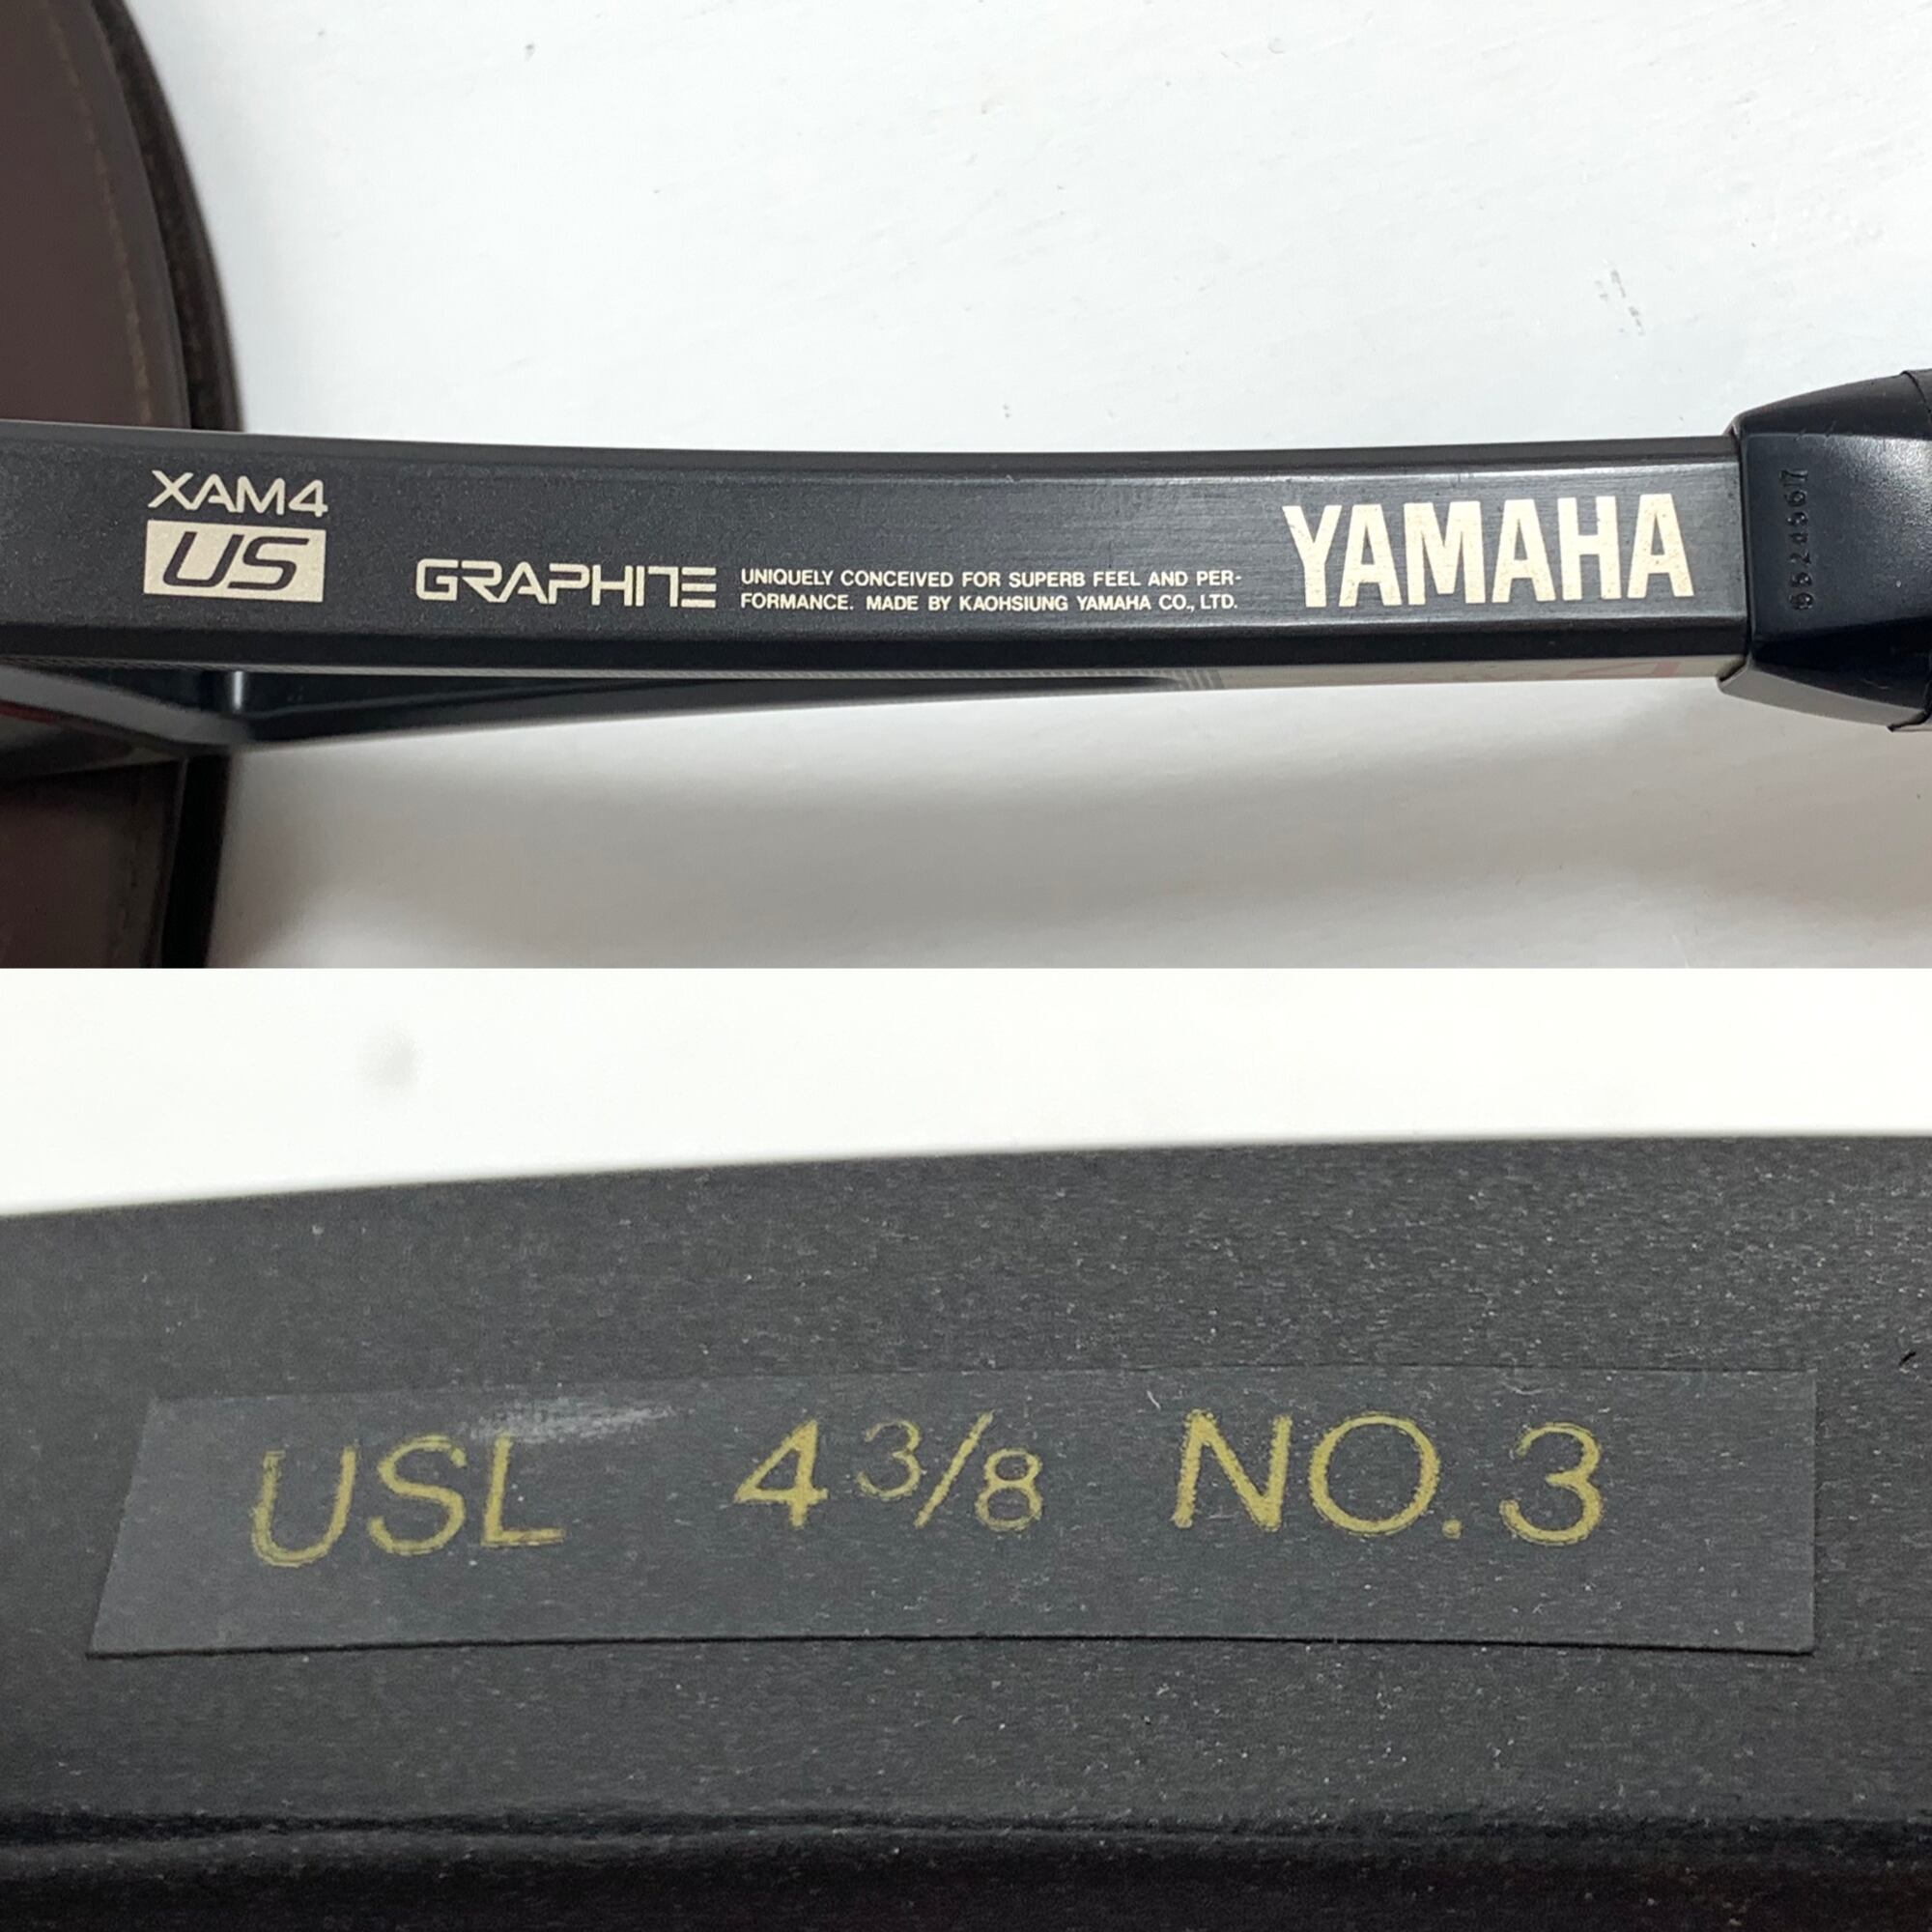 XAM4
US
GRAPHITE
UNIQUELY CONCEIVED FOR SUPERB FEEL AND PER-
FORMANCE. MADE BY KAOHSIUNG YAMAHA CO., LTD.
YAMAHA
USL 4 3/8 NO.3